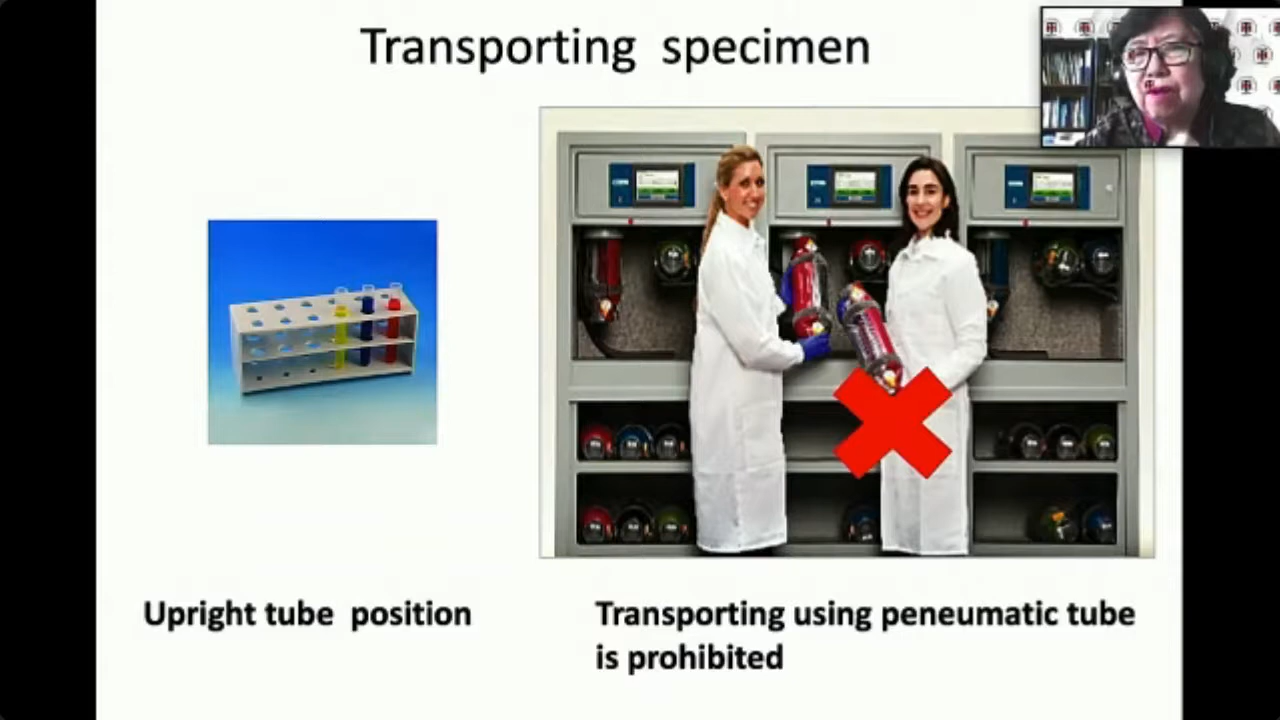 Transporting specimen
Upright tube position
Transporting using peneumatic tube
is prohibited